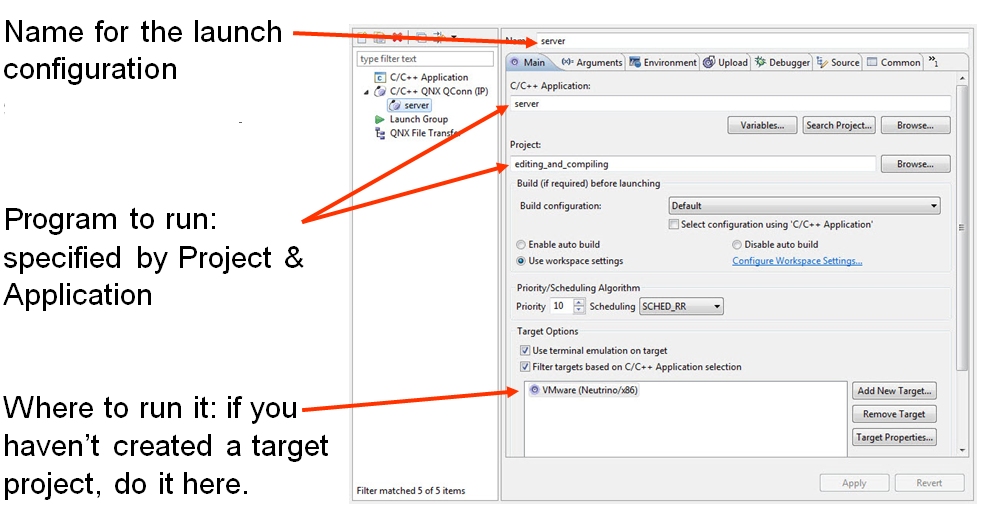 Name for the launch
configuration
Program to run:
specified by Project &
Application
Where to run it: if you
haven't created a target
project, do it here.
type filter text
C/C++ Application
C/C++ QNX QConn (IP)
server
Launch Group
QNX File Transfer
Filter matched 5 of 5 items
Name: server
Main Arguments Environment Upload Debugger Source Common »1
C/C++ Application:
server
Variables... Search Project... Browse...
Project:
editing_and_compiling
Browse...
Build (if required) before launching
Build configuration: Default
Select configuration using 'C/C++ Application'
Enable auto build Disable auto build
Use workspace settings Configure Workspace Settings...
Priority/Scheduling Algorithm
Priority 10 Scheduling SCHED_RR
Target Options
Use terminal emulation on target
Filter targets based on C/C++ Application selection
VMware (Neutrino/x86)
Add New Target...
Remove Target
Target Properties...
Apply Revert